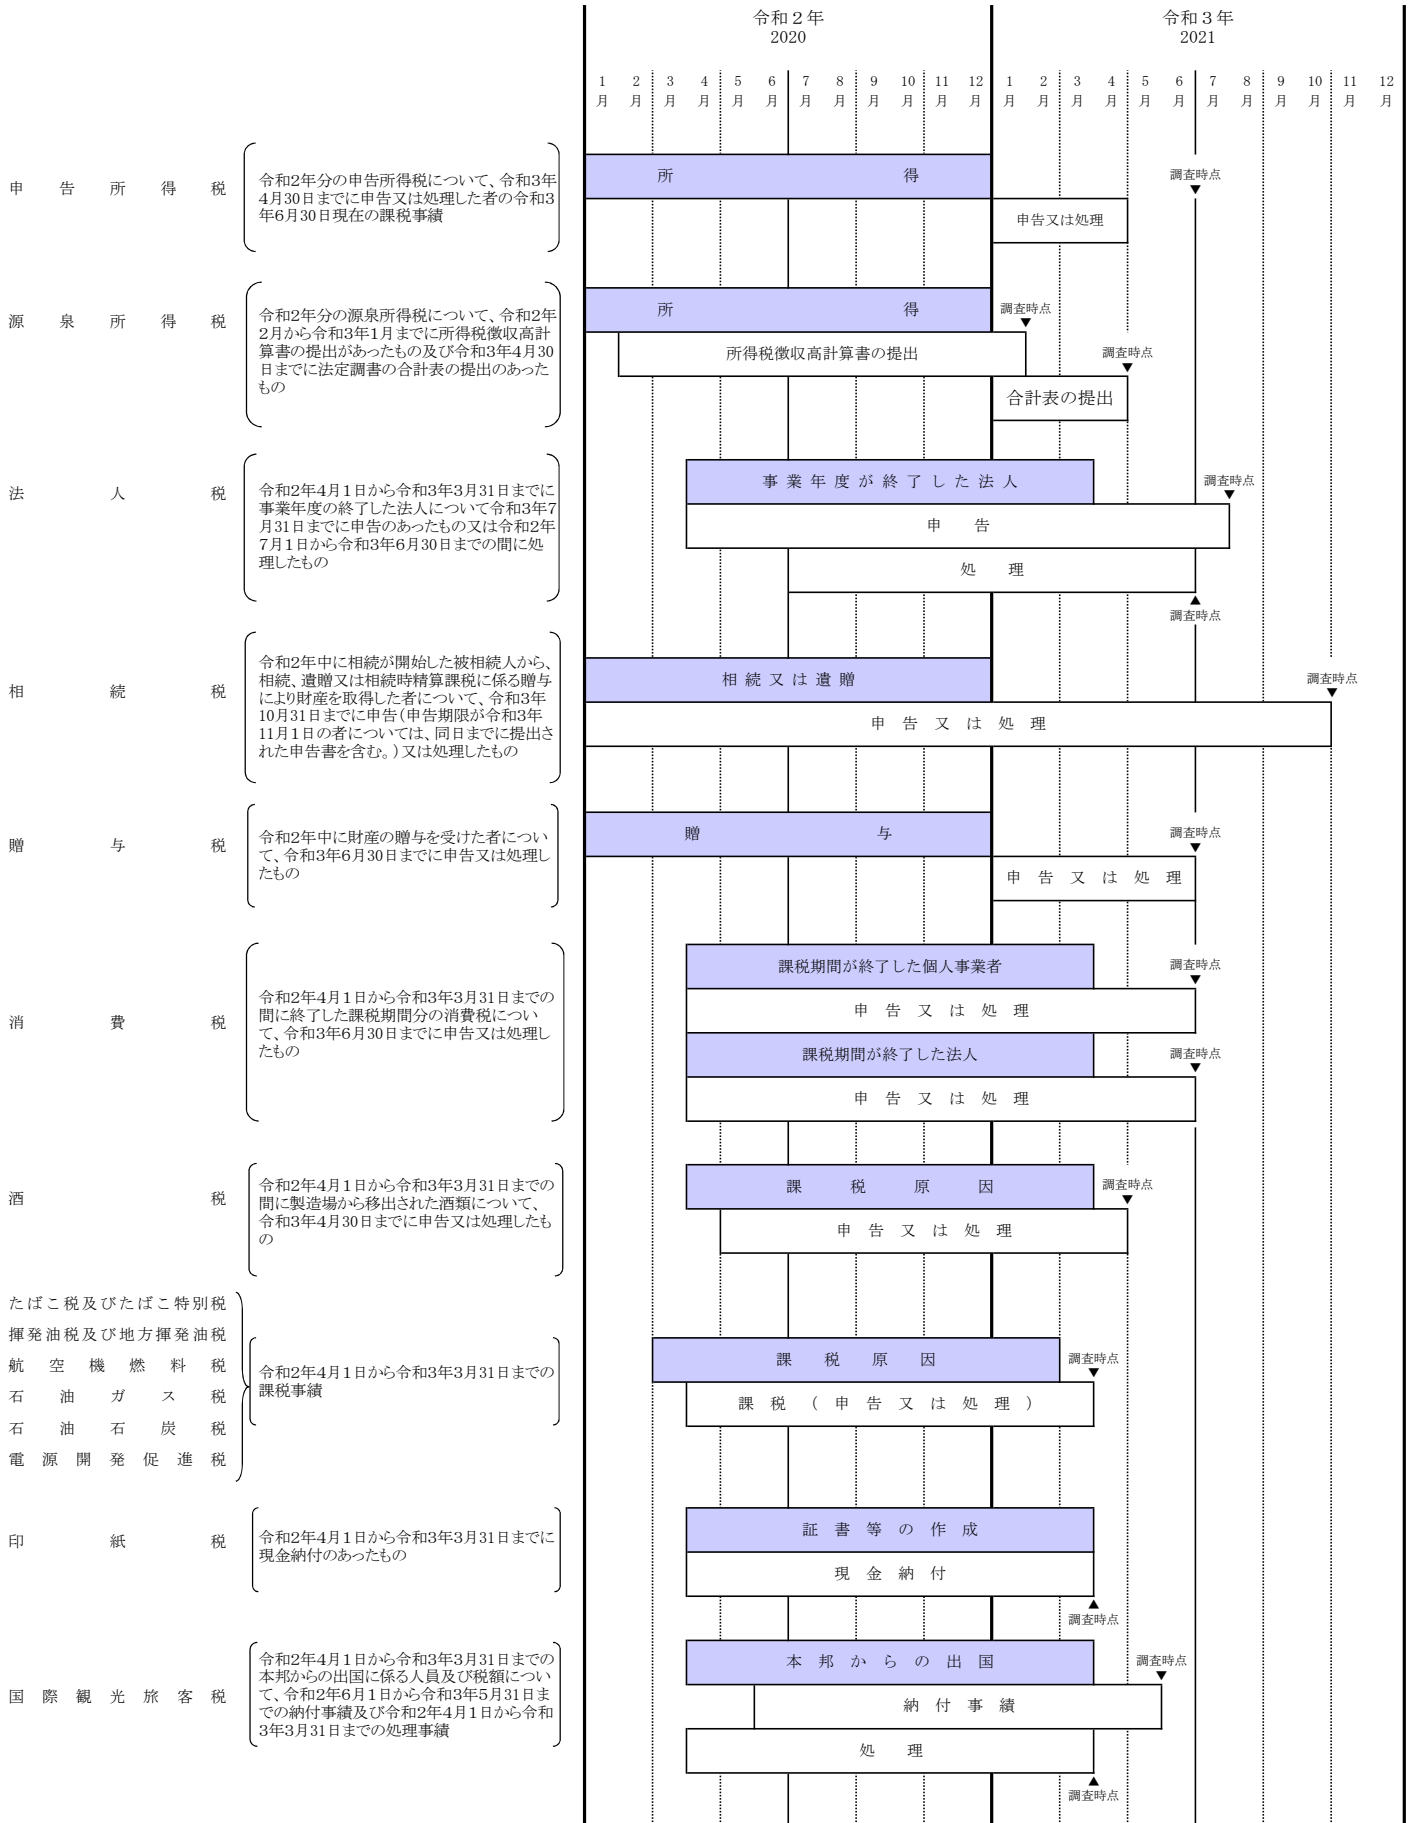 令和２年
2020
令和３年
2021
1月 2月 3月 4月 5月 6月 7月 8月 9月 10月 11月 12月 1月 2月 3月 4月 5月 6月 7月 8月 9月 10月 11月 12月
申告所得税
令和2年分の申告所得税について、令和3年
4月30日までに申告又は処理した者の令和3
年6月30日現在の課税事績
所得
調査時点
申告又は処理
源泉所得税
令和2年分の源泉所得税について、令和2年
2月から令和3年1月までに所得税徴収高計
算書の提出があったもの及び令和3年4月30
日までに法定調書の合計表の提出のあった
もの
所得
調査時点
所得税徴収高計算書の提出
調査時点
合計表の提出
法人税
令和2年4月1日から令和3年3月31日までに
事業年度の終了した法人について令和3年7
月31日までに申告のあったもの又は令和2年
7月1日から令和3年6月30日までの間に処
理したもの
事業年度が終了した法人
調査時点
申告
処理
調査時点
相続税
令和2年中に相続が開始した被相続人から、
相続、遺贈又は相続時精算課税に係る贈与
により財産を取得した者について、令和3年
10月31日までに申告（申告期限が令和3年
11月1日の者については、同日までに提出さ
れた申告書を含む。）又は処理したもの
相続又は遺贈
調査時点
申告又は処理
贈与税
令和2年中に財産の贈与を受けた者につい
て、令和3年6月30日までに申告又は処理し
たもの
贈与
調査時点
申告又は処理
消費税
令和2年4月1日から令和3年3月31日までの
間に終了した課税期間分の消費税につい
て、令和3年6月30日までに申告又は処理し
たもの
課税期間が終了した個人事業者
調査時点
申告又は処理
課税期間が終了した法人
調査時点
申告又は処理
酒税
令和2年4月1日から令和3年3月31日までの
間に製造場から移出された酒類について、
令和3年4月30日までに申告又は処理したも
の
課税原因
調査時点
申告又は処理
たばこ税及びたばこ特別税
揮発油税及び地方揮発油税
航空機燃料税
石油ガス税
石油石炭税
電源開発促進税
令和2年4月1日から令和3年3月31日までの
課税事績
課税原因
調査時点
課税（申告又は処理）
印紙税
令和2年4月1日から令和3年3月31日までに
現金納付のあったもの
証書等の作成
現金納付
調査時点
国際観光旅客税
令和2年4月1日から令和3年3月31日までの
本邦からの出国に係る人員及び税額につい
て、令和2年6月1日から令和3年5月31日ま
での納付事績及び令和2年4月1日から令和
3年3月31日までの処理事績
本邦からの出国
調査時点
納付事績
処理
調査時点